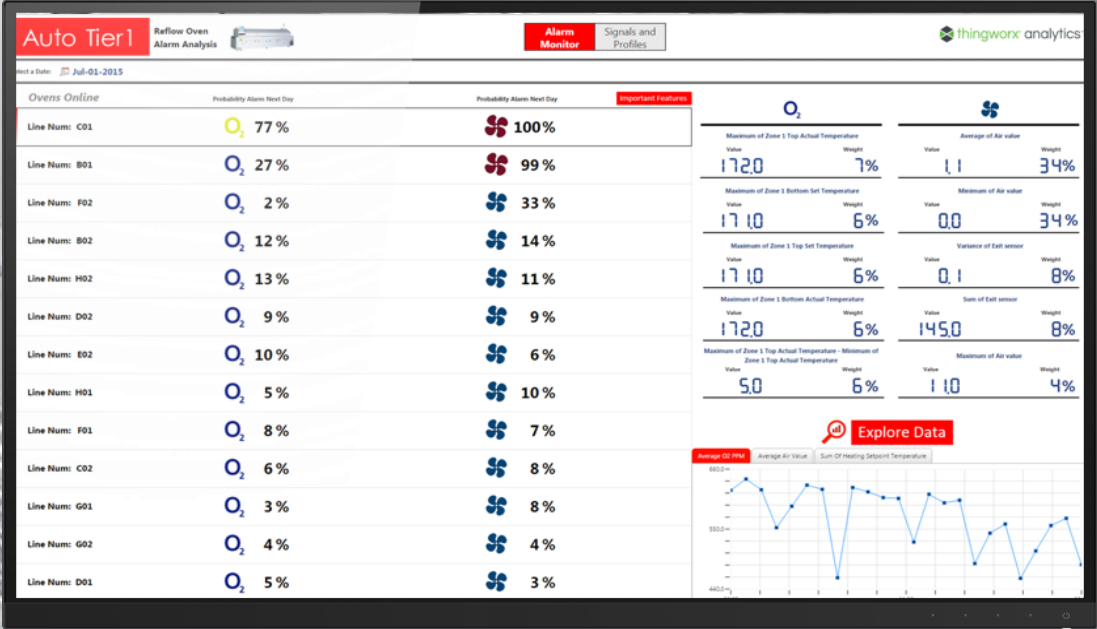 Auto Tier1
Reflow Oven
Alarm Analysis
Alarm
Monitor
Signals and
Profiles
thingworx analytics
lect a Date: Jul-01-2015
Ovens Online
Probability Alarm Next Day
Probability Alarm Next Day
Important Features
Line Num: C01 O2 77% 100%
Line Num: B01 O2 27% 99%
Line Num: F02 O2 2% 33%
Line Num: B02 O2 12% 14%
Line Num: H02 O2 13% 11%
Line Num: D02 O2 9% 9%
Line Num: E02 O2 10% 6%
Line Num: H01 O2 5% 10%
Line Num: F01 O2 8% 7%
Line Num: C02 O2 6% 8%
Line Num: G01 O2 3% 8%
Line Num: G02 O2 4% 4%
Line Num: D01 O2 5% 3%
O2
Maximum of Zone 1 Top Actual Temperature
Value Weight
172.0 7%
Maximum of Zone 1 Bottom Set Temperature
Value Weight
171.0 6%
Maximum of Zone 1 Top Set Temperature
Value Weight
171.0 6%
Maximum of Zone 1 Bottom Actual Temperature
Value Weight
172.0 6%
Maximum of Zone 1 Top Actual Temperature - Minimum of
Zone 1 Top Actual Temperature
Value Weight
5.0 6%
Average of Air value
Value Weight
1.1 34%
Minimum of Air value
Value Weight
0.0 34%
Variance of Exit sensor
Value Weight
0.1 8%
Sum of Exit sensor
Value Weight
145.0 8%
Maximum of Air value
Value Weight
11.0 4%
Explore Data
Average O2 PPM
Average Air Value
Sum Of Heating Setpoint Temperature
660.0
550.0
440.0